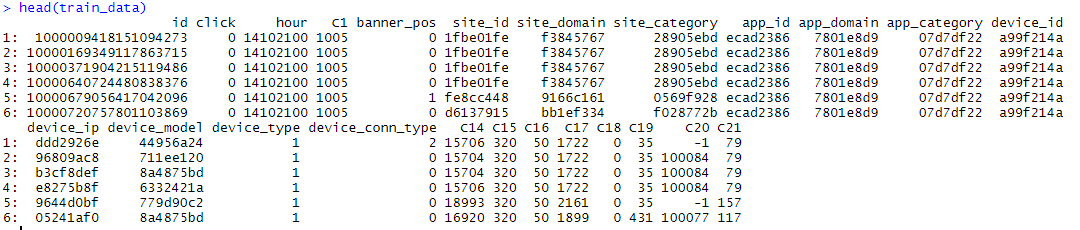 > head(train_data)
id click hour C1 banner_pos site_id site_domain site_category app_id app_domain app_category device_id
1: 1000009418151094273 0 14102100 1005 0 1fbe01fe f3845767 28905ebd ecad2386 7801e8d9 07d7df22 a99f214a
2: 10000169349117863715 0 14102100 1005 0 1fbe01fe f3845767 28905ebd ecad2386 7801e8d9 07d7df22 a99f214a
3: 10000371904215119486 0 14102100 1005 0 1fbe01fe f3845767 28905ebd ecad2386 7801e8d9 07d7df22 a99f214a
4: 10000640724480838376 0 14102100 1005 0 1fbe01fe f3845767 28905ebd ecad2386 7801e8d9 07d7df22 a99f214a
5: 10000679056417042096 0 14102100 1005 1 fe8cc448 9166c161 0569f928 ecad2386 7801e8d9 07d7df22 a99f214a
6: 10000720757801103869 0 14102100 1005 0 d6137915 bb1ef334 f028772b ecad2386 7801e8d9 07d7df22 a99f214a
device_ip device_model device_type device_conn_type C14 C15 C16 C17 C18 C19 C20 C21
1: ddd2926e 44956a24 1 2 15706 320 50 1722 0 35 -1 79
2: 96809ac8 711ee120 1 0 15704 320 50 1722 0 35 100084 79
3: b3cf8def 8a4875bd 1 0 15704 320 50 1722 0 35 100084 79
4: e8275b8f 6332421a 1 0 15706 320 50 1722 0 35 100084 79
5: 9644d0bf 779d90c2 1 0 18993 320 50 2161 0 35 -1 157
6: 05241af0 8a4875bd 1 0 16920 320 50 1899 0 431 100077 117